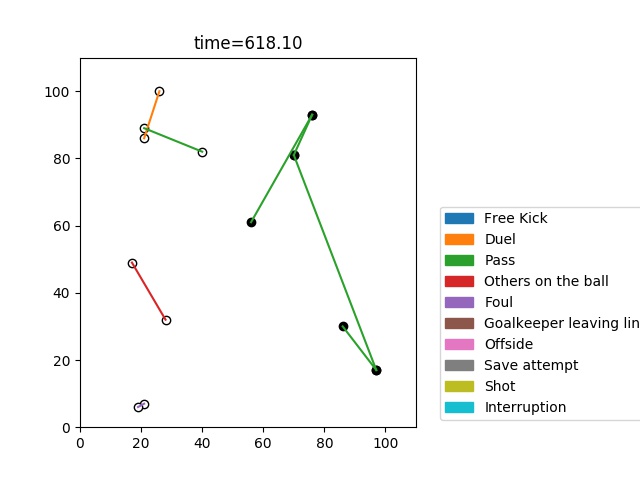 time=618.10
100
80
60
40
20
0
0 20 40 60 80 100
Free Kick
Duel
Pass
Others on the ball
Foul
Goalkeeper leaving lin
Offside
Save attempt
Shot
Interruption